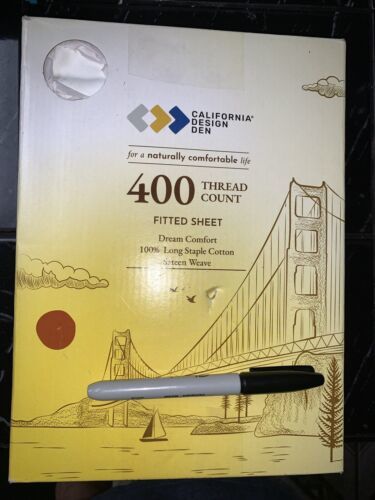 CALIFORNIA®
DESIGN
DEN
for a naturally comfortable life
400 THREAD
COUNT
FITTED SHEET
Dream Comfort
100% Long Staple Cotton
Sateen Weave